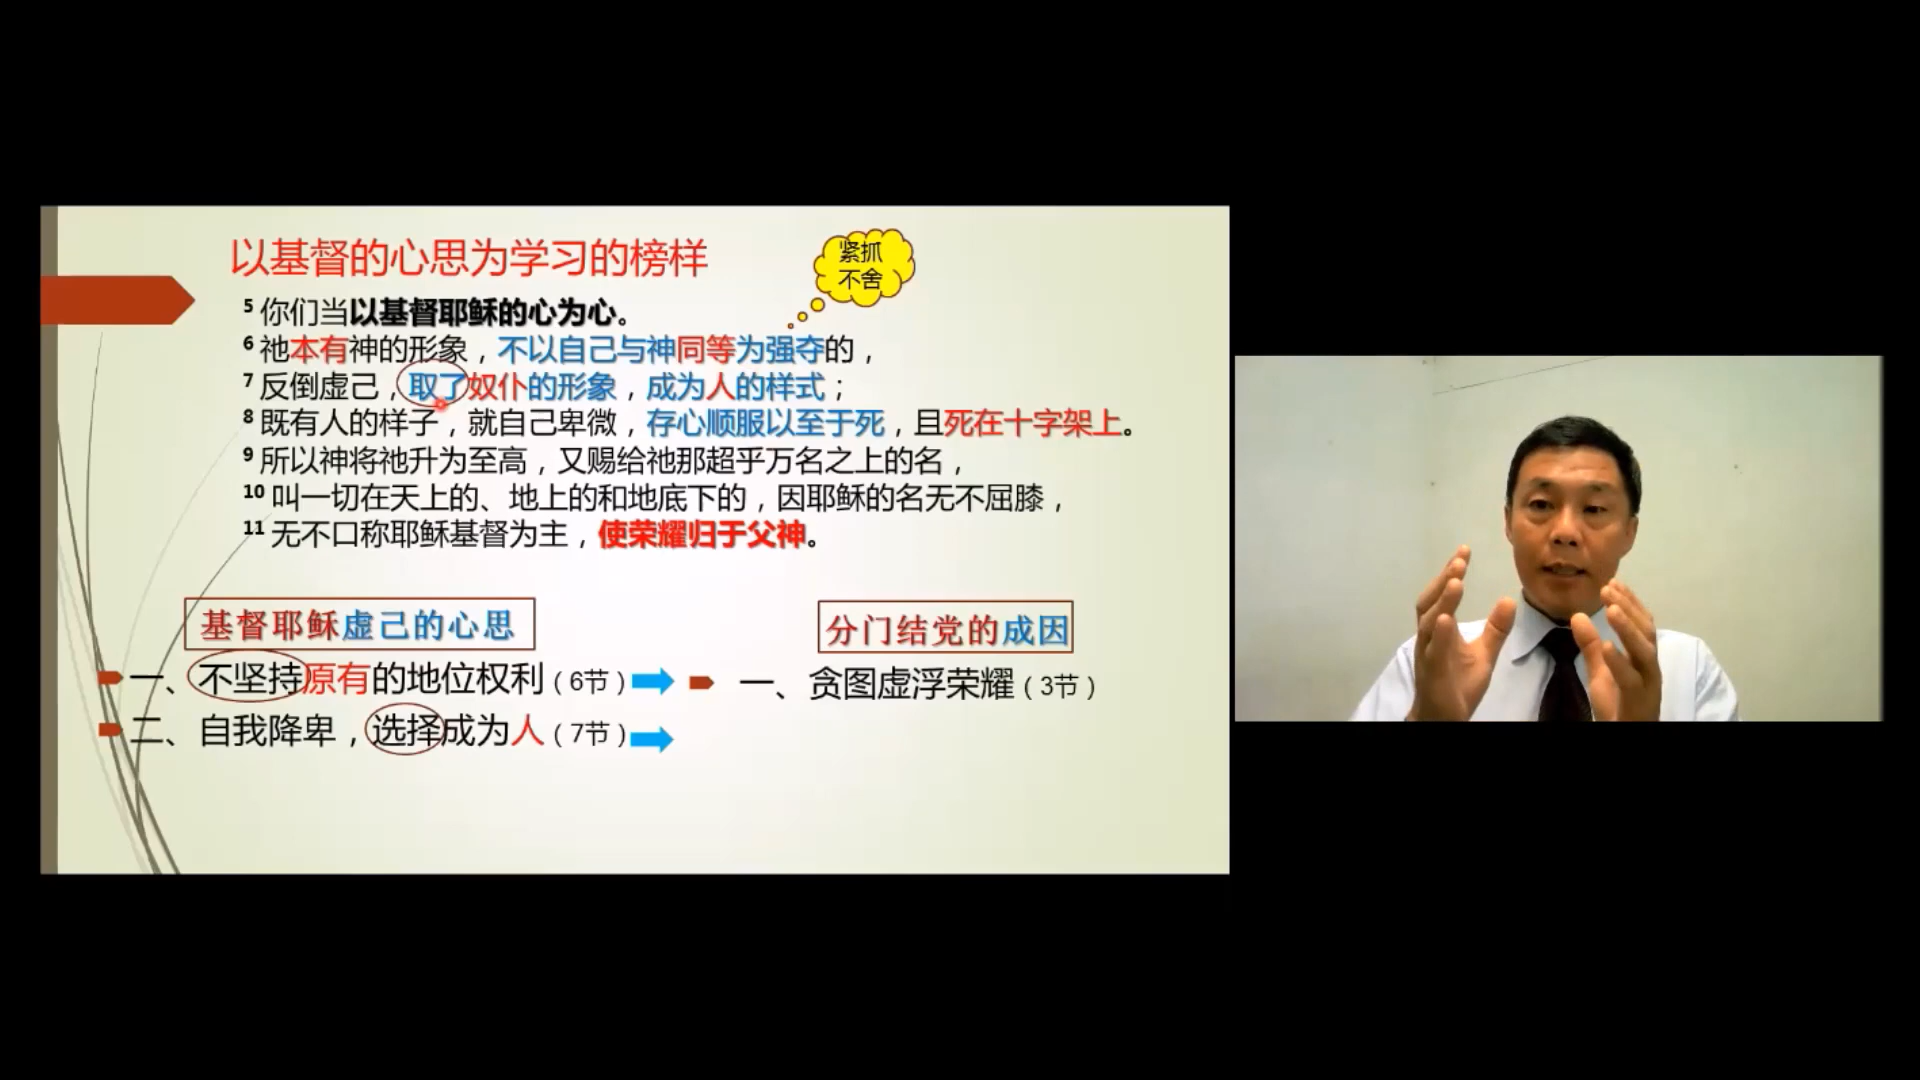 以基督的心思为学习的榜样
紧抓
不舍
5 你们当以基督耶稣的心为心。
6 祂本有神的形象，不以自己与神同等为强夺的，
7 反倒虚己，取了奴仆的形象，成为人的样式；
8 既有人的样子，就自己卑微，存心顺服以至于死，且死在十字架上。
9 所以神将祂升为至高，又赐给祂那超乎万名之上的名，
10 叫一切在天上的、地上的和地底下的，因耶稣的名无不屈膝，
11 无不口称耶稣基督为主，使荣耀归于父神。
基督耶稣虚己的心思
分门结党的成因
一、不坚持原有的地位权利（6节）
一、贪图虚浮荣耀（3节）
二、自我降卑，选择成为人（7节）